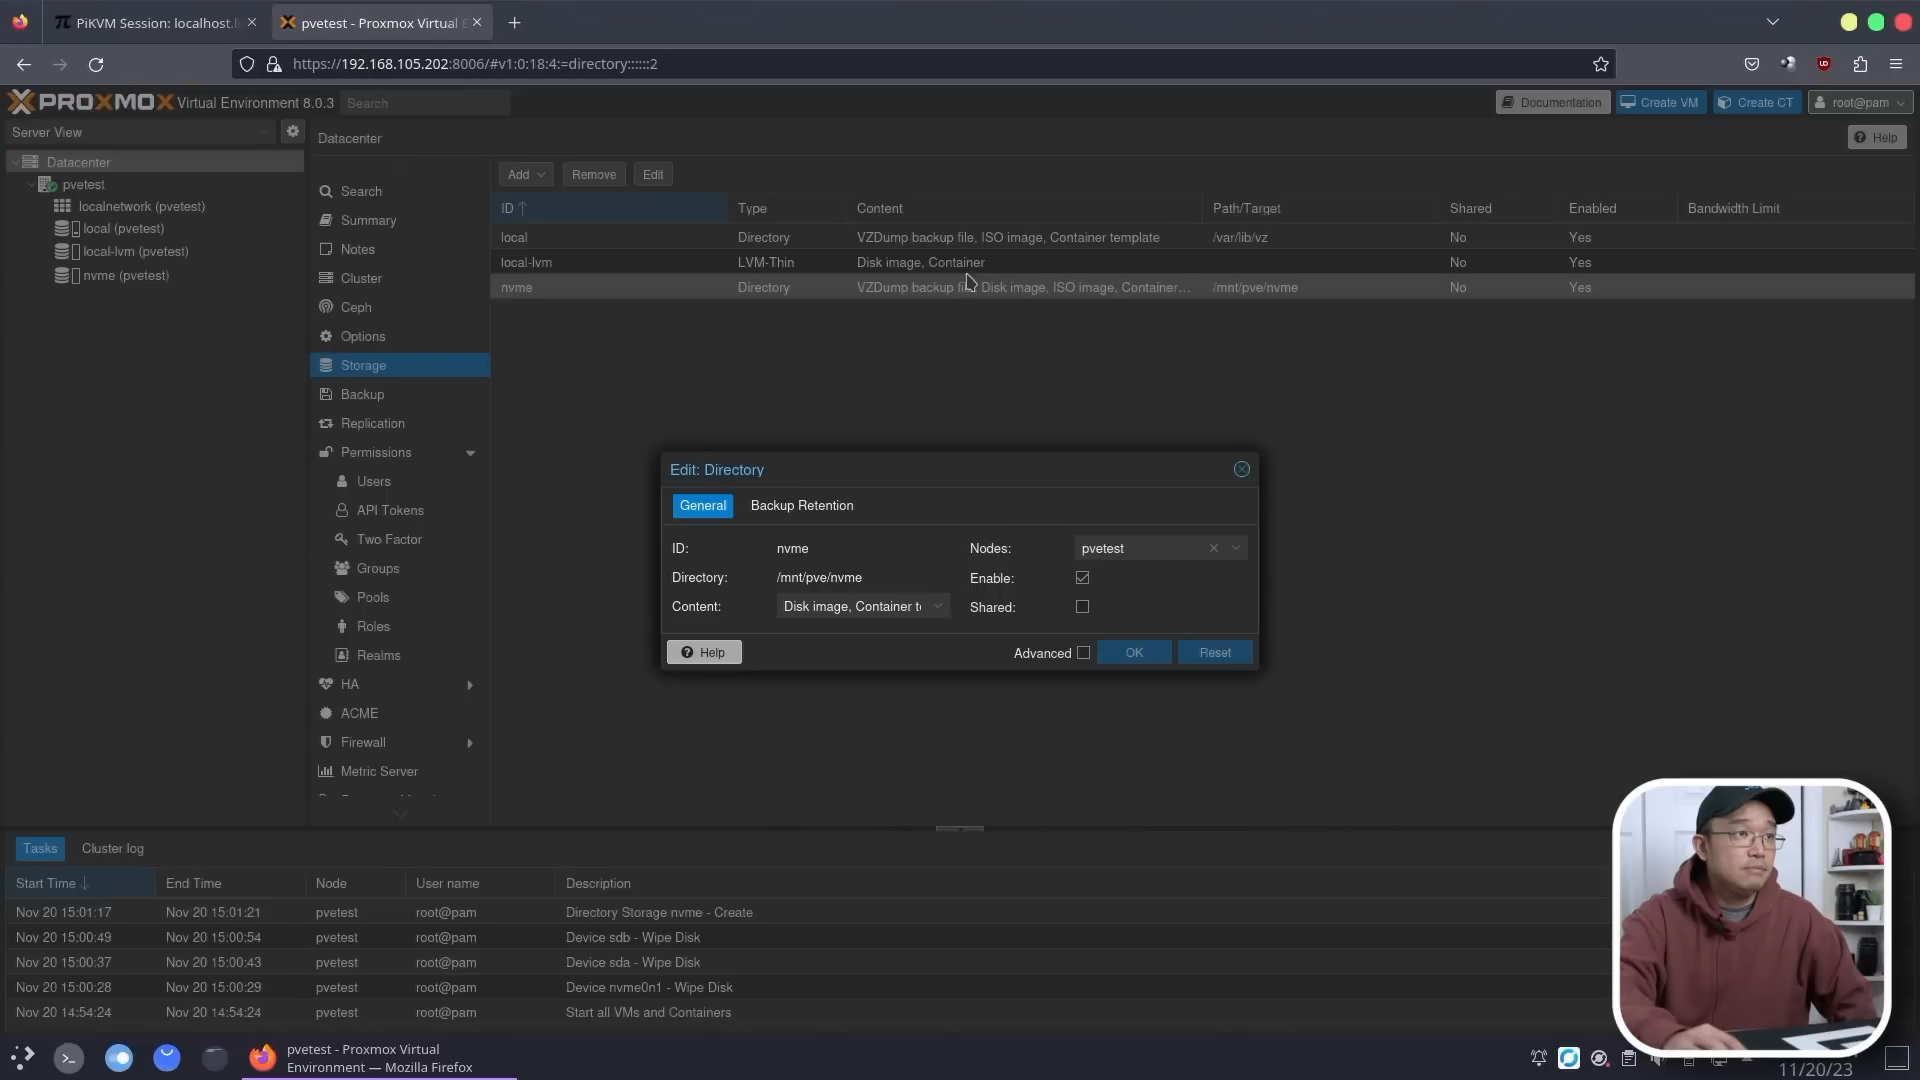 PiKVM Session: localhost.l
pvetest - Proxmox Virtual E
https://192.168.105.202:8006/#v1:0:18:4:=directory::::::2
PROXMOX Virtual Environment 8.0.3 Search
Documentation Create VM Create CT root@pam
Server View
Datacenter
pvetest
localnetwork (pvetest)
local (pvetest)
local-lvm (pvetest)
nvme (pvetest)
Datacenter
Help
Search
Summary
Notes
Cluster
Ceph
Options
Storage
Backup
Replication
Permissions
Users
API Tokens
Two Factor
Groups
Pools
Roles
Realms
HA
ACME
Firewall
Metric Server
Add Remove Edit
ID Type Content Path/Target Shared Enabled Bandwidth Limit
local Directory VZDump backup file, ISO image, Container template /var/lib/vz No Yes
local-lvm LVM-Thin Disk image, Container No Yes
nvme Directory VZDump backup fi Disk image, ISO image, Container... /mnt/pve/nvme No Yes
Edit: Directory
General Backup Retention
ID: nvme Nodes: pvetest
Directory: /mnt/pve/nvme Enable:
Content: Disk image, Container te Shared:
Help Advanced OK Reset
Tasks Cluster log
Start Time End Time Node User name Description
Nov 20 15:01:17 Nov 20 15:01:21 pvetest root@pam Directory Storage nvme - Create
Nov 20 15:00:49 Nov 20 15:00:54 pvetest root@pam Device sdb - Wipe Disk
Nov 20 15:00:37 Nov 20 15:00:43 pvetest root@pam Device sda - Wipe Disk
Nov 20 15:00:28 Nov 20 15:00:29 pvetest root@pam Device nvme0n1 - Wipe Disk
Nov 20 14:54:24 Nov 20 14:54:24 pvetest root@pam Start all VMs and Containers
pvetest - Proxmox Virtual
Environment — Mozilla Firefox
11/20/23